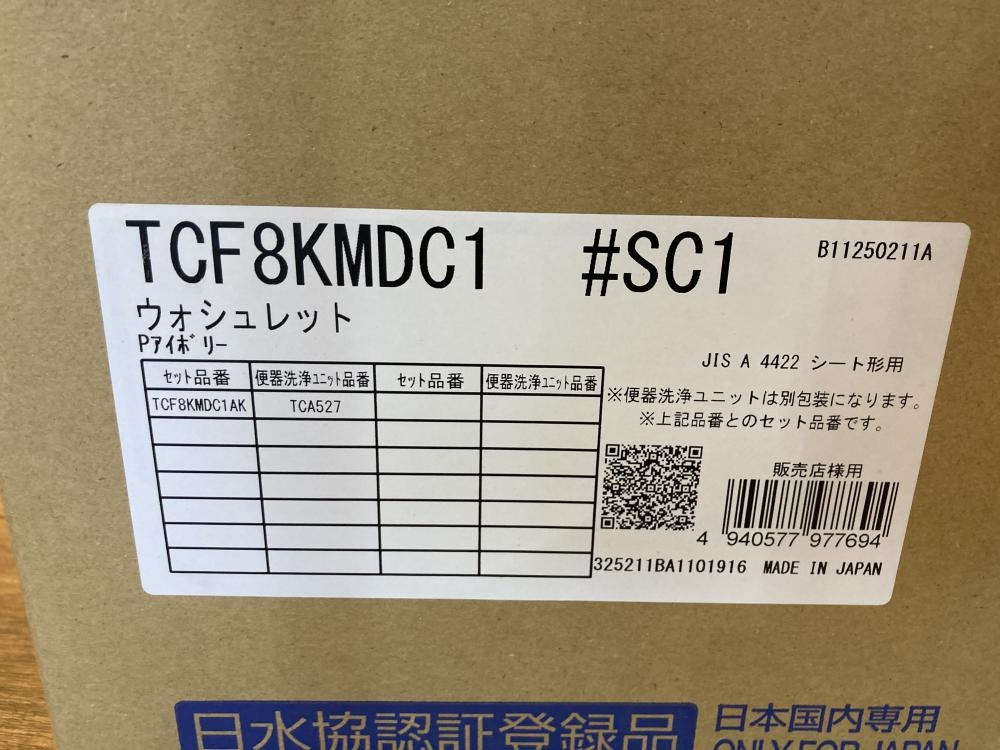 TCF8KMDC1 #SC1 B11250211A
ウォシュレット
Pアイボリー
JIS A 4422 シート形用
セット品番 便器洗浄ユニット品番 セット品番 便器洗浄ユニット品番
TCF8KMDC1AK TCA527
※便器洗浄ユニットは別包装になります。
※上記品番とのセット品番です。
販売店様用
4 940577 977694
325211BA1101916 MADE IN JAPAN
日水協認証登録品 日本国内専用
ONLY FOR JAPAN